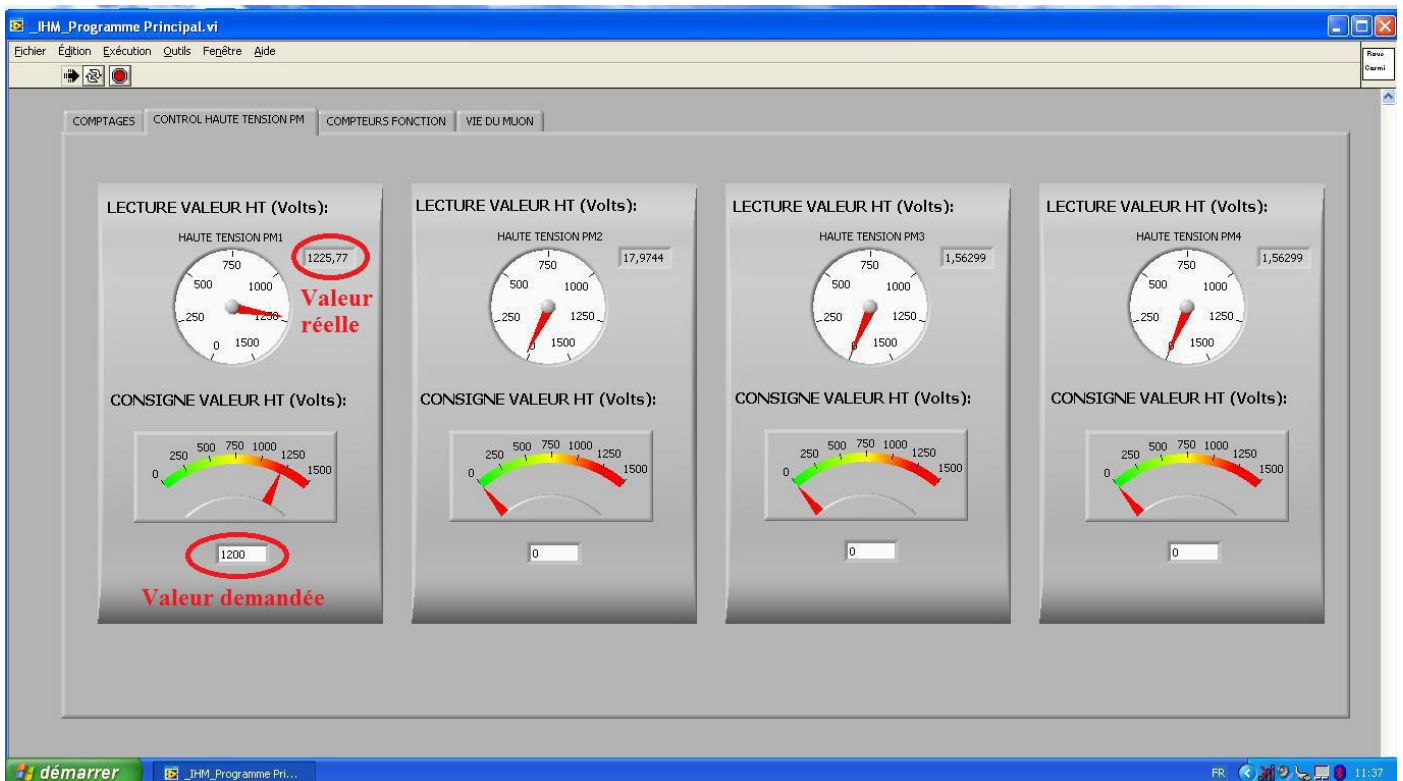 _IHM_Programme Principal.vi
Fichier Édition Exécution Outils Fenêtre Aide
COMPTAGES CONTROL HAUTE TENSION PM COMPTEURS FONCTION VIE DU MUON
LECTURE VALEUR HT (Volts):
HAUTE TENSION PM1
1225,77
Valeur
réelle
0 250 500 750 1000 1250 1500
CONSIGNE VALEUR HT (Volts):
0 250 500 750 1000 1250 1500
1200
Valeur demandée
LECTURE VALEUR HT (Volts):
HAUTE TENSION PM2
17,9744
0 250 500 750 1000 1250 1500
CONSIGNE VALEUR HT (Volts):
0 250 500 750 1000 1250 1500
0
LECTURE VALEUR HT (Volts):
HAUTE TENSION PM3
1,56299
0 250 500 750 1000 1250 1500
CONSIGNE VALEUR HT (Volts):
0 250 500 750 1000 1250 1500
0
LECTURE VALEUR HT (Volts):
HAUTE TENSION PM4
1,56299
0 250 500 750 1000 1250 1500
CONSIGNE VALEUR HT (Volts):
0 250 500 750 1000 1250 1500
0
démarrer _IHM_Programme Pri... FR 11:37